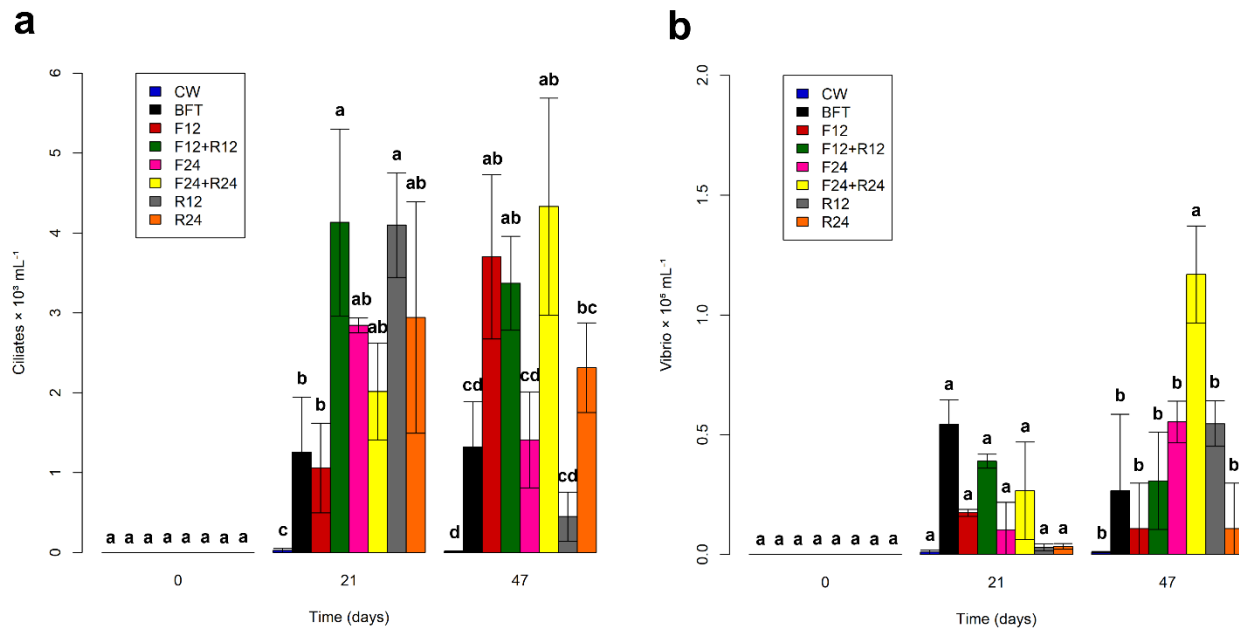 a
Ciliates × 10³ mL⁻¹
6
5
4
3
2
1
0
CW
BFT
F12
F12+R12
F24
F24+R24
R12
R24
a a a a a a a a
c b b a ab ab a ab
d cd ab ab cd ab cd bc
0 21 47
Time (days)
b
Vibrio × 10⁵ mL⁻¹
2.0
1.5
1.0
0.5
0.0
CW
BFT
F12
F12+R12
F24
F24+R24
R12
R24
a a a a a a a a
a a a a a a a a
b b b b b a b b
0 21 47
Time (days)